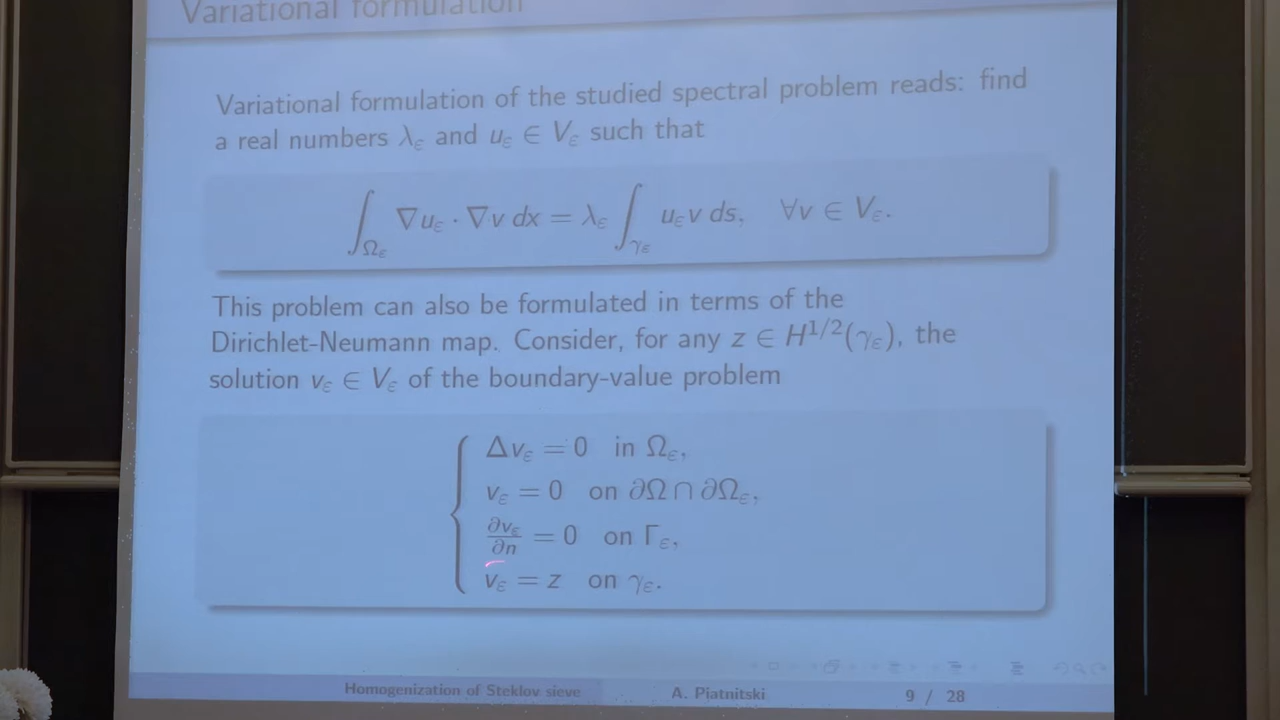 Variational formulation
Variational formulation of the studied spectral problem reads: find
a real numbers λ_ε and u_ε ∈ V_ε such that
∫_{Ω_ε} ∇u_ε · ∇v dx = λ_ε ∫_{γ_ε} u_ε v ds, ∀v ∈ V_ε.
This problem can also be formulated in terms of the
Dirichlet-Neumann map. Consider, for any z ∈ H^{1/2}(γ_ε), the
solution v_ε ∈ V_ε of the boundary-value problem
Δv_ε = 0 in Ω_ε,
v_ε = 0 on ∂Ω ∩ ∂Ω_ε,
∂v_ε/∂n = 0 on Γ_ε,
v_ε = z on γ_ε.
Homogenization of Steklov sieve A. Piatnitski 9 / 28